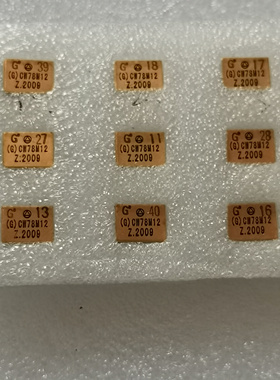 G+ 39
(G)CW78M12
Z.2009
G+ 18
(G)CW78M12
Z.2009
G+ 17
(G)CW78M12
Z.2009
G+ 27
(G)CW78M12
Z.2009
G+ 11
(G)CW78M12
Z.2009
G+ 28
(G)CW78M12
Z.2009
G+ 13
(G)CW78M12
Z.2009
G+ 40
(G)CW78M12
Z.2009
G+ 16
(G)CW78M12
Z.2009